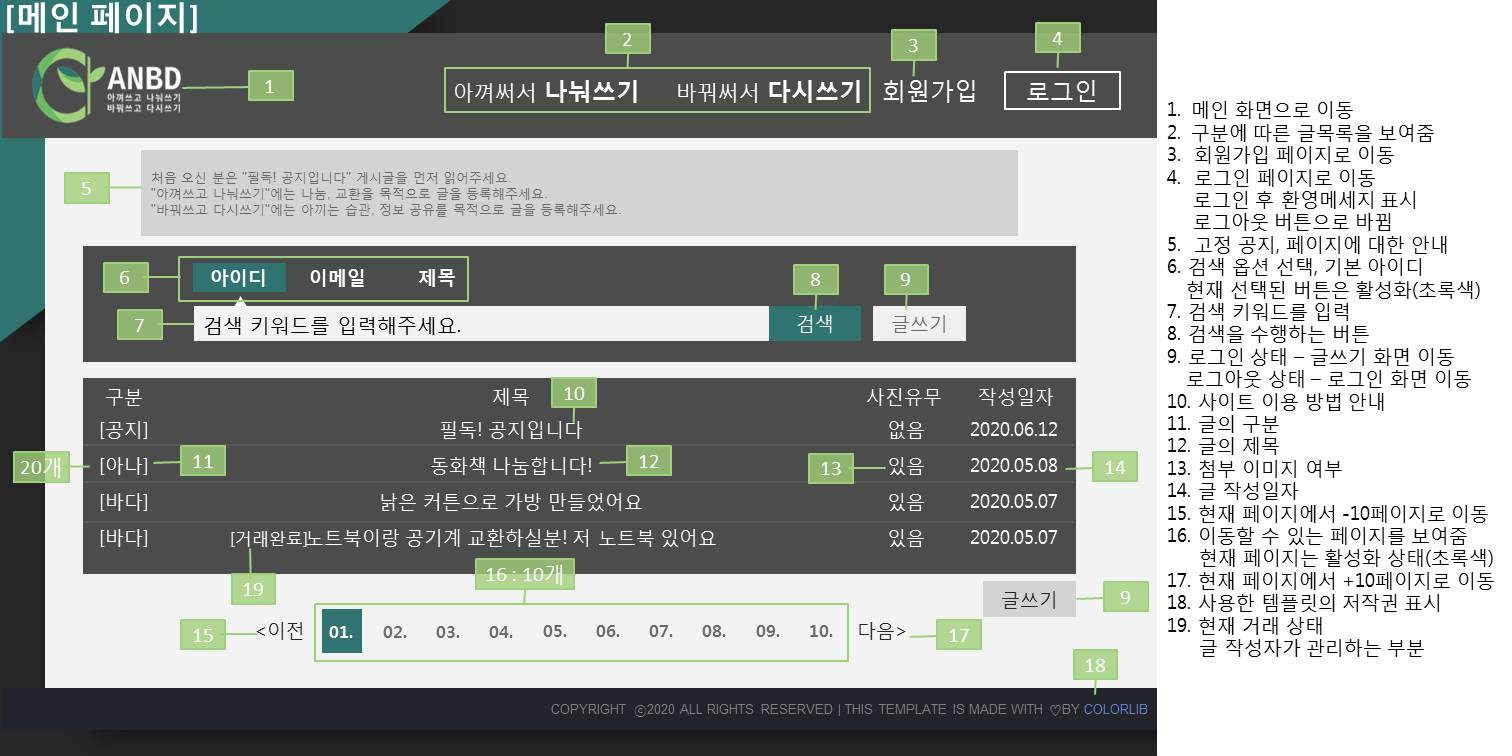 [메인 페이지]
ANBD
아껴쓰고 나눠쓰기
바꿔쓰고 다시쓰기
1
2
아껴써서 나눠쓰기 바꿔써서 다시쓰기
3
회원가입
4
로그인
5
처음 오신 분은 "필독! 공지입니다" 게시글을 먼저 읽어주세요.
"아껴쓰고 나눠쓰기"에는 나눔, 교환을 목적으로 글을 등록해주세요.
"바꿔쓰고 다시쓰기"에는 아끼는 습관, 정보 공유를 목적으로 글을 등록해주세요.
6
아이디 이메일 제목
8
9
7
검색 키워드를 입력해주세요.
검색
글쓰기
구분 제목 10 사진유무 작성일자
[공지] 필독! 공지입니다 없음 2020.06.12
20개 [아나] 11 동화책 나눔합니다! 12 13 있음 2020.05.08 14
[바다] 낡은 커튼으로 가방 만들었어요 있음 2020.05.07
[바다] [거래완료]노트북이랑 공기계 교환하실분! 저 노트북 있어요 있음 2020.05.07
19
16 : 10개
글쓰기 9
15 <이전 01. 02. 03. 04. 05. 06. 07. 08. 09. 10. 다음> 17
18
COPYRIGHT ⓒ2020 ALL RIGHTS RESERVED | THIS TEMPLATE IS MADE WITH ♡BY COLORLIB
1. 메인 화면으로 이동
2. 구분에 따른 글목록을 보여줌
3. 회원가입 페이지로 이동
4. 로그인 페이지로 이동
로그인 후 환영메세지 표시
로그아웃 버튼으로 바뀜
5. 고정 공지, 페이지에 대한 안내
6. 검색 옵션 선택, 기본 아이디
현재 선택된 버튼은 활성화(초록색)
7. 검색 키워드를 입력
8. 검색을 수행하는 버튼
9. 로그인 상태 – 글쓰기 화면 이동
로그아웃 상태 – 로그인 화면 이동
10. 사이트 이용 방법 안내
11. 글의 구분
12. 글의 제목
13. 첨부 이미지 여부
14. 글 작성일자
15. 현재 페이지에서 -10페이지로 이동
16. 이동할 수 있는 페이지를 보여줌
현재 페이지는 활성화 상태(초록색)
17. 현재 페이지에서 +10페이지로 이동
18. 사용한 템플릿의 저작권 표시
19. 현재 거래 상태
글 작성자가 관리하는 부분